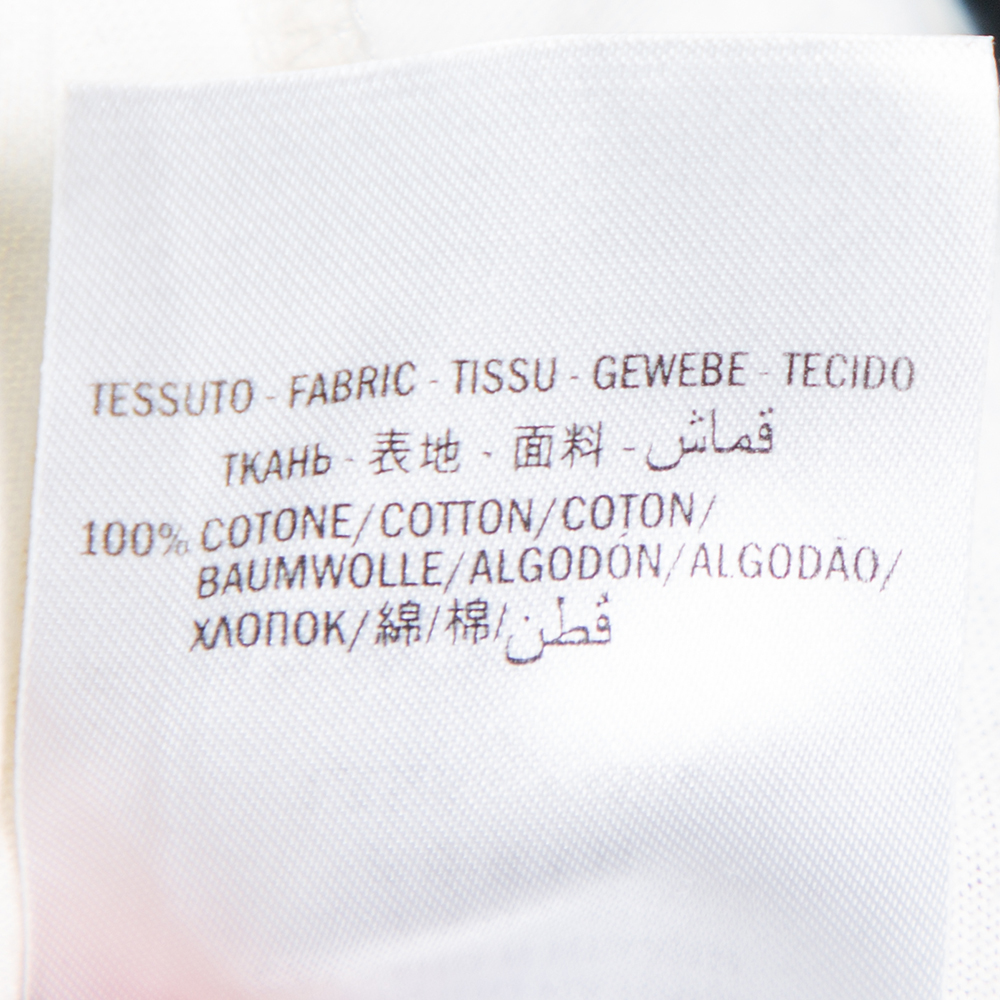 TESSUTO - FABRIC - TISSU - GEWEBE - TECIDO
ТКАНЬ - 表地 - 面料 - قماش
100% COTONE/COTTON/COTON/
BAUMWOLLE/ALGODÓN/ALGODÃO/
ХЛОПОК/綿/棉/قُطن